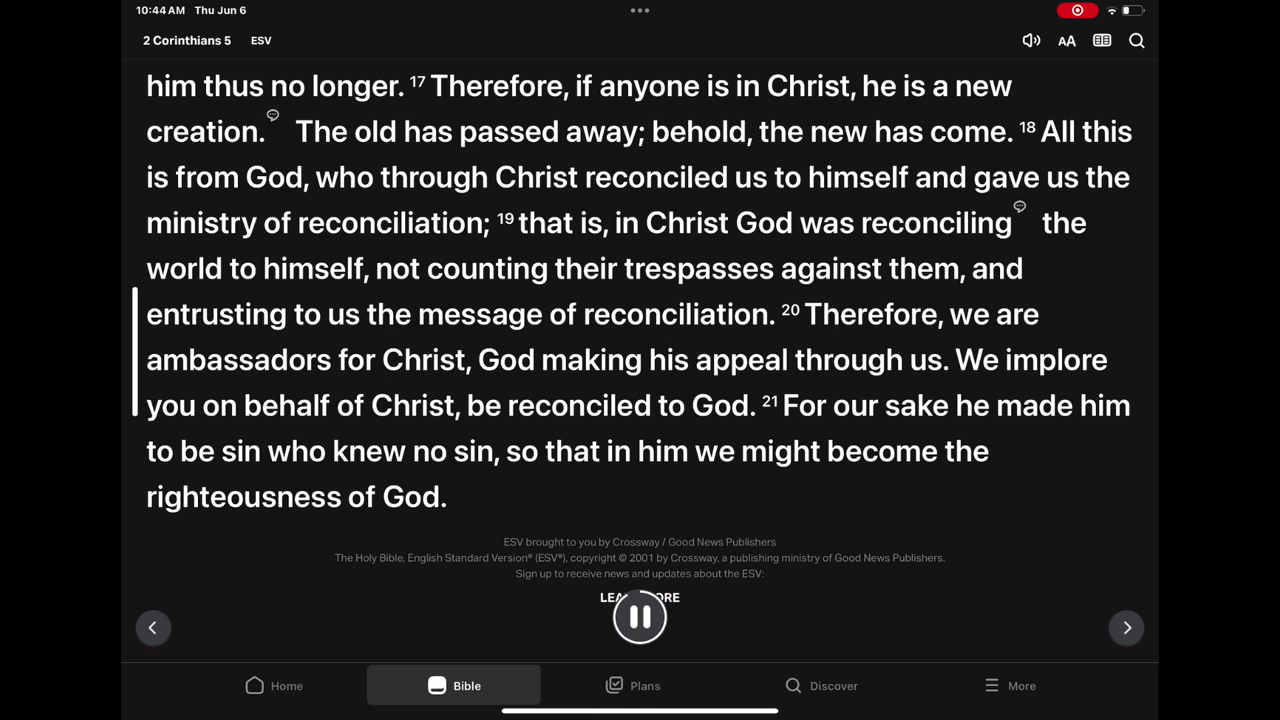 10:44 AM Thu Jun 6
2 Corinthians 5 ESV AA
him thus no longer. 17 Therefore, if anyone is in Christ, he is a new
creation. The old has passed away; behold, the new has come. 18 All this
is from God, who through Christ reconciled us to himself and gave us the
ministry of reconciliation; 19 that is, in Christ God was reconciling the
world to himself, not counting their trespasses against them, and
entrusting to us the message of reconciliation. 20 Therefore, we are
ambassadors for Christ, God making his appeal through us. We implore
you on behalf of Christ, be reconciled to God. 21 For our sake he made him
to be sin who knew no sin, so that in him we might become the
righteousness of God.
ESV brought to you by Crossway / Good News Publishers
The Holy Bible, English Standard Version® (ESV®), copyright © 2001 by Crossway, a publishing ministry of Good News Publishers.
Sign up to receive news and updates about the ESV:
Home Bible Plans Discover More